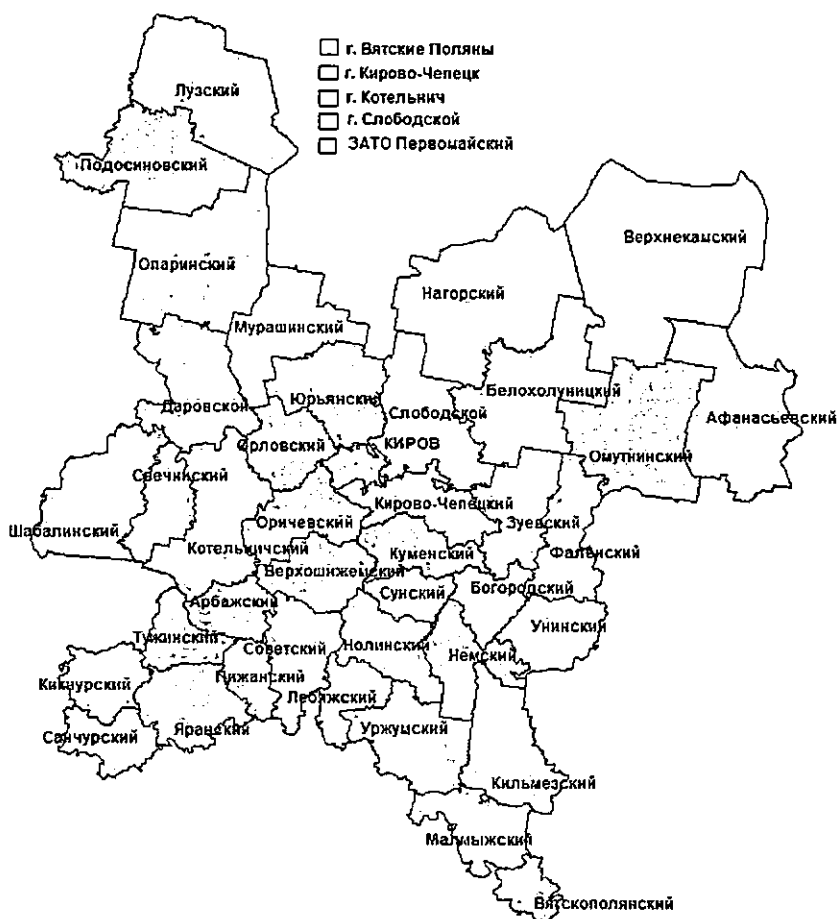 г. Вятские Поляны
г. Кирово-Чепецк
г. Котельнич
г. Слободской
ЗАТО Первомайский
Лузский
Подосиновский
Опаринский
Верхнекамский
Нагорский
Мурашинский
Юрьянский
Белохолуницкий
Даровской
Слободской
Афанасьевский
Орловский
КИРОВ
Омутнинский
Свечинский
Кирово-Чепецкий
Шабалинский
Оричевский
Зуевский
Котельничский
Куменский
Фаленский
Верхошижемский
Богородский
Арбажский
Сунский
Унинский
Тужинский
Советский
Нолинский
Немский
Кикнурский
Пижанский
Лебяжский
Санчурский
Яранский
Уржумский
Кильмезский
Малмыжский
Вятскополянский